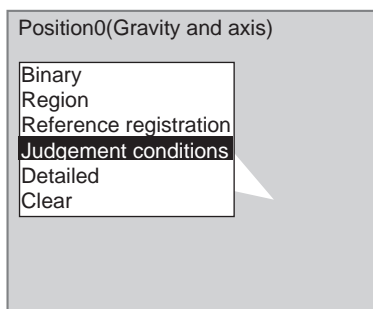 Position0(Gravity and axis)
Binary
Region
Reference registration
Judgement conditions
Detailed
Clear